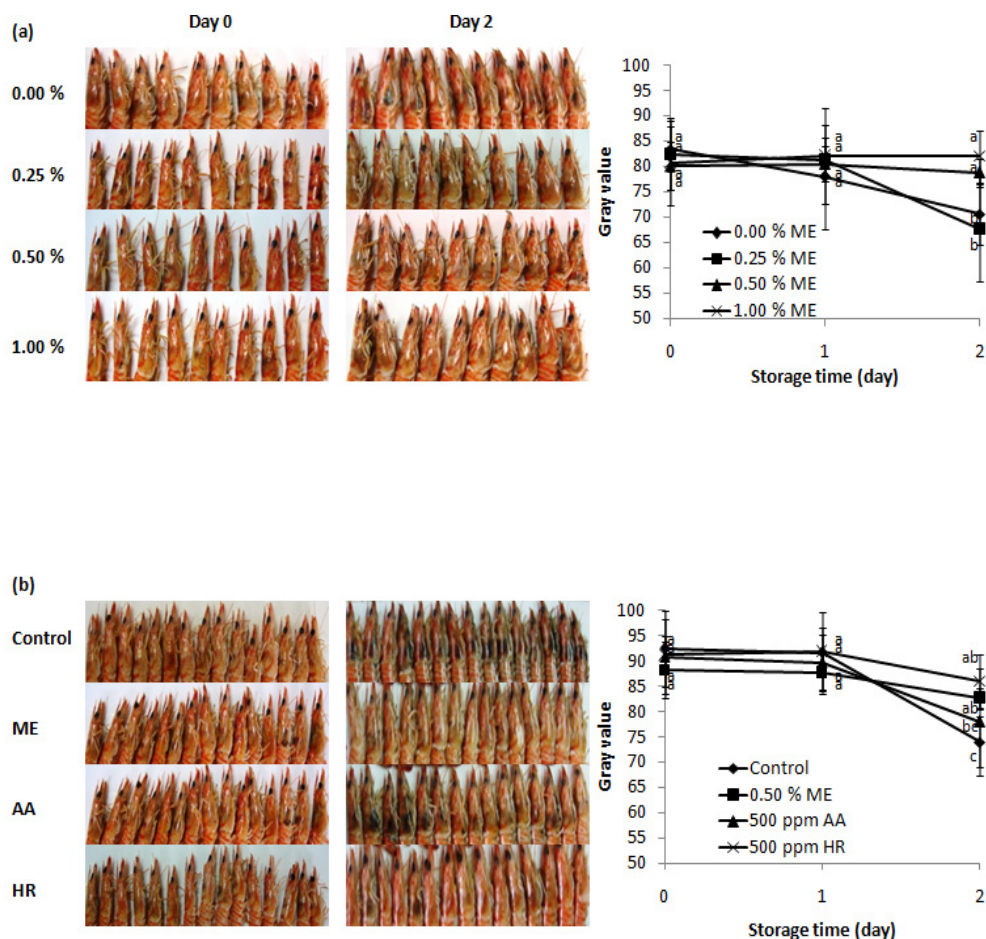 Day 0
Day 2
(a)
0.00 %
0.25 %
0.50 %
1.00 %
100
95
90
85
80
75
70
65
60
55
50
Gray value
a
a
a
a
a
a
a
a
a
a
b
b
0.00 % ME
0.25 % ME
0.50 % ME
1.00 % ME
0
1
2
Storage time (day)
(b)
Control
ME
AA
HR
100
95
90
85
80
75
70
65
60
55
50
Gray value
a
a
a
a
a
a
a
a
ab
ab
bc
c
Control
0.50 % ME
500 ppm AA
500 ppm HR
0
1
2
Storage time (day)